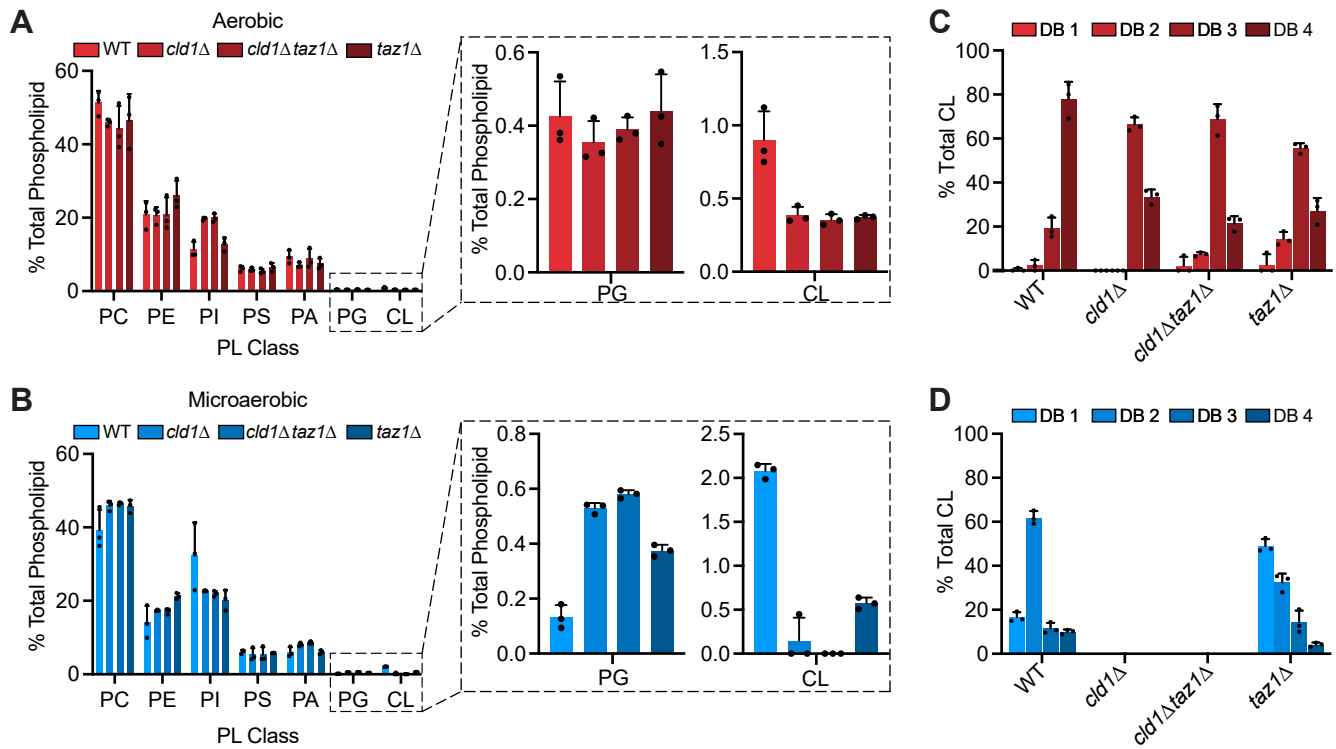 A
Aerobic
WT cld1Δ cld1Δtaz1Δ taz1Δ
% Total Phospholipid
60
40
20
0
PC PE PI PS PA PG CL
PL Class
% Total Phospholipid
0.6
0.4
0.2
0.0
PG
1.5
1.0
0.5
0.0
CL
C
DB 1 DB 2 DB 3 DB 4
% Total CL
100
80
60
40
20
0
WT cld1Δ cld1Δtaz1Δ taz1Δ
B
Microaerobic
WT cld1Δ cld1Δtaz1Δ taz1Δ
% Total Phospholipid
60
40
20
0
PC PE PI PS PA PG CL
PL Class
% Total Phospholipid
0.8
0.6
0.4
0.2
0.0
PG
2.5
2.0
1.5
1.0
0.5
0.0
CL
D
DB 1 DB 2 DB 3 DB 4
% Total CL
100
80
60
40
20
0
WT cld1Δ cld1Δtaz1Δ taz1Δ